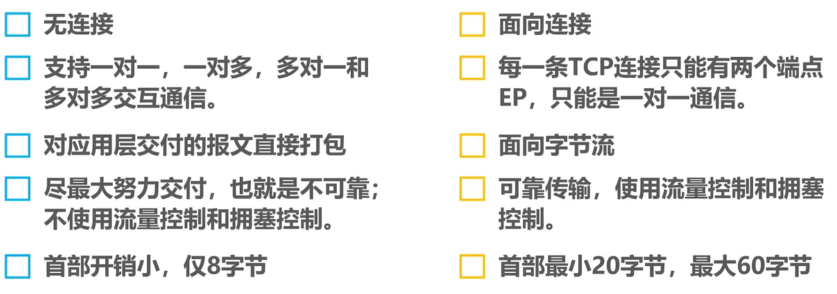 无连接
支持一对一，一对多，多对一和
多对多交互通信。
对应用层交付的报文直接打包
尽最大努力交付，也就是不可靠；
不使用流量控制和拥塞控制。
首部开销小，仅8字节
面向连接
每一条TCP连接只能有两个端点
EP，只能是一对一通信。
面向字节流
可靠传输，使用流量控制和拥塞
控制。
首部最小20字节，最大60字节